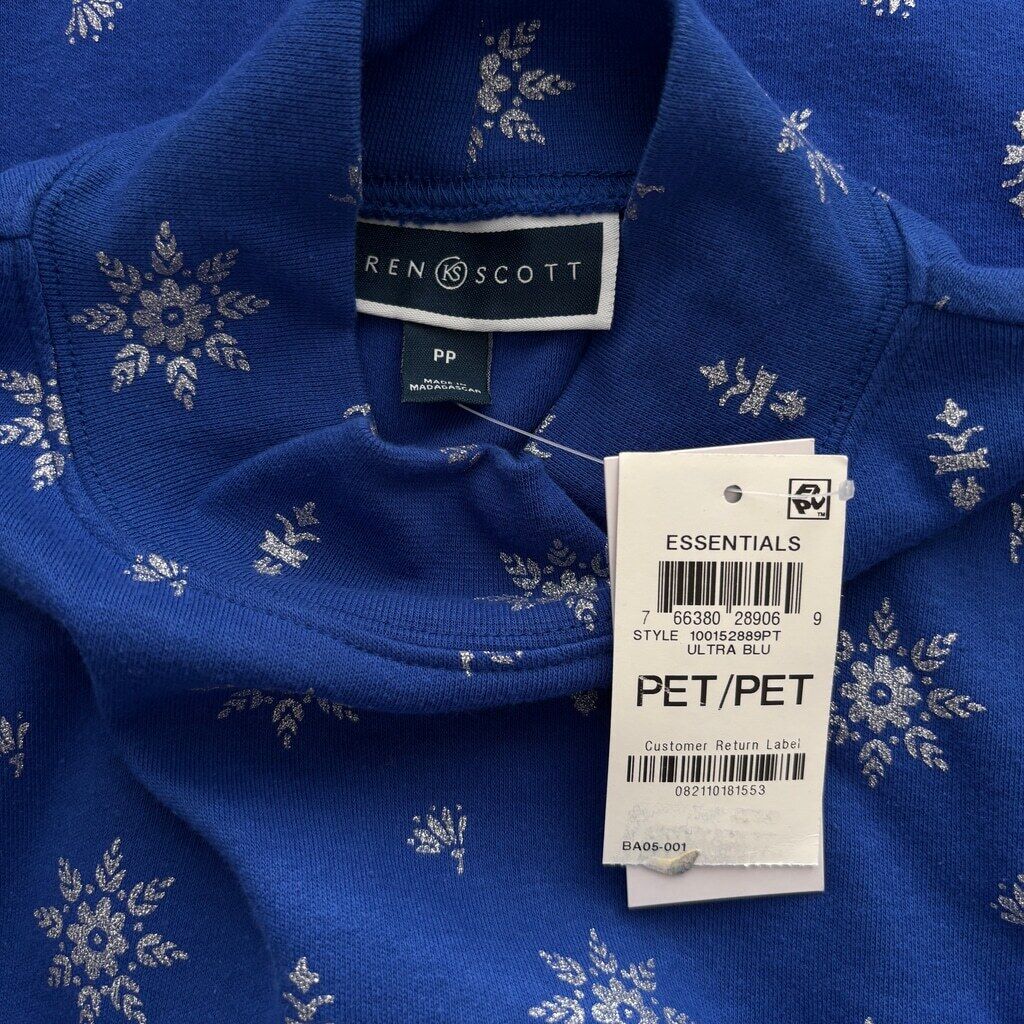 REN KS SCOTT
PP
MADE IN
MADAGASCAR
ESSENTIALS
7 66380 28906 9
STYLE 100152889PT
ULTRA BLU
PET/PET
Customer Return Label
082110181553
BA05-001